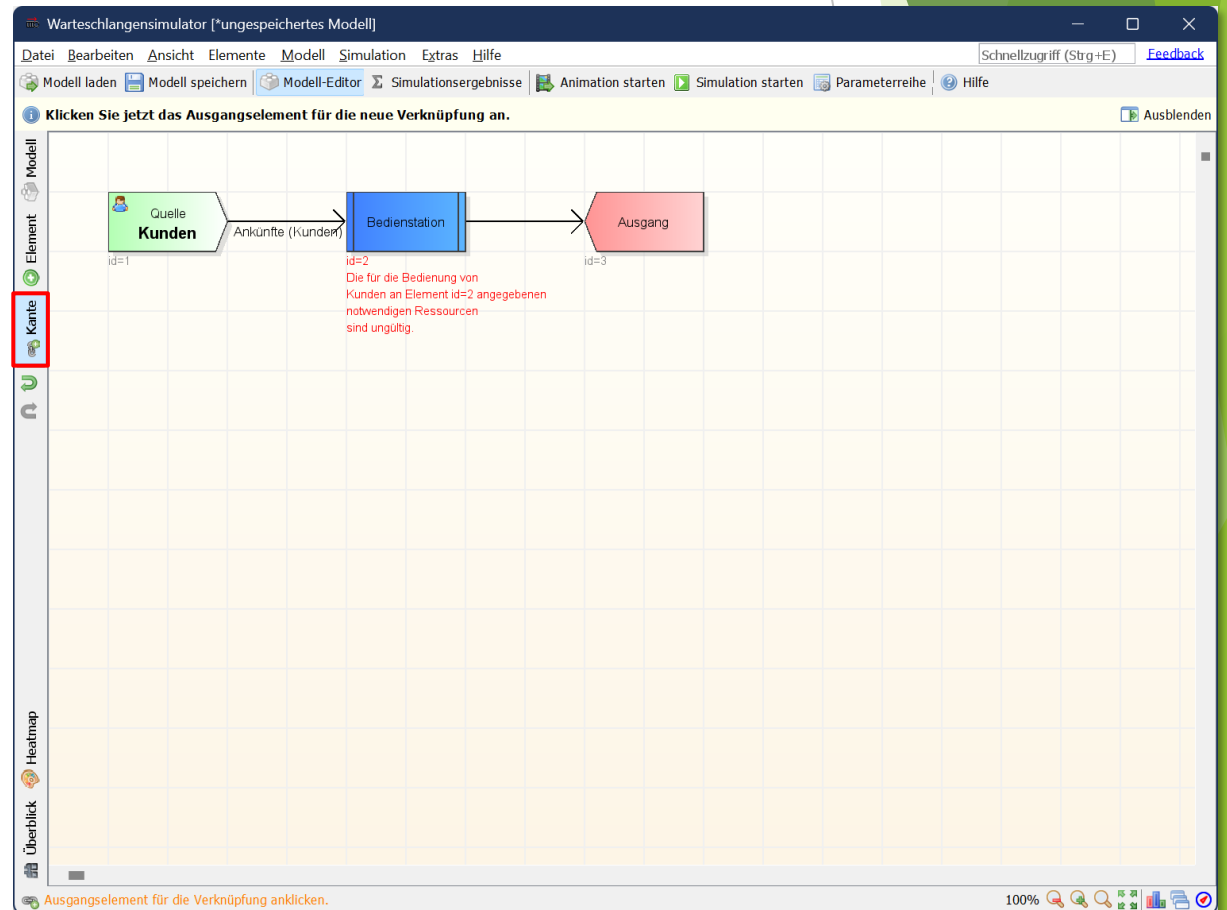 Warteschlangensimulator [*ungespeichertes Modell]
Datei Bearbeiten Ansicht Elemente Modell Simulation Extras Hilfe Schnellzugriff (Strg+E) Feedback
Modell laden Modell speichern Modell-Editor Σ Simulationsergebnisse Animation starten Simulation starten Parameterreihe Hilfe
Klicken Sie jetzt das Ausgangselement für die neue Verknüpfung an. Ausblenden
Modell
Element
Kante
Heatmap
Überblick
Quelle
Kunden
id=1
Ankünfte (Kunden)
Bedienstation
id=2
Die für die Bedienung von
Kunden an Element id=2 angegebenen
notwendigen Ressourcen
sind ungültig.
Ausgang
id=3
Ausgangselement für die Verknüpfung anklicken. 100%